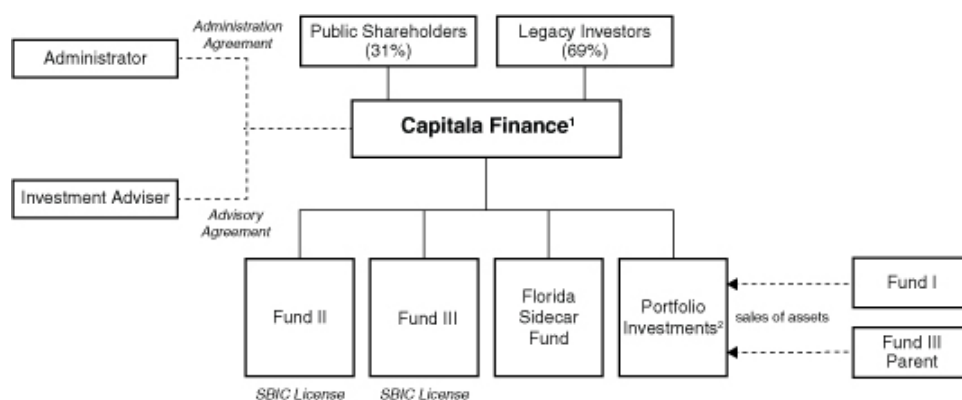 Administration
Agreement
Public Shareholders
(31%)
Legacy Investors
(69%)
Administrator
Capitala Finance¹
Investment Adviser
Advisory
Agreement
Fund II
Fund III
Florida
Sidecar
Fund
Portfolio
Investments²
sales of assets
Fund I
Fund III
Parent
SBIC License
SBIC License